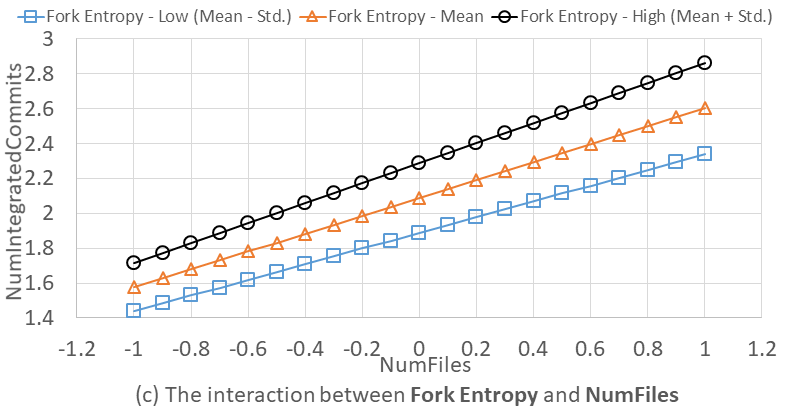 Fork Entropy - Low (Mean - Std.) Fork Entropy - Mean Fork Entropy - High (Mean + Std.)
3
2.8
2.6
2.4
2.2
2
1.8
1.6
1.4
NumIntegratedCommits
-1.2 -1 -0.8 -0.6 -0.4 -0.2 0 0.2 0.4 0.6 0.8 1 1.2
NumFiles
(c) The interaction between Fork Entropy and NumFiles